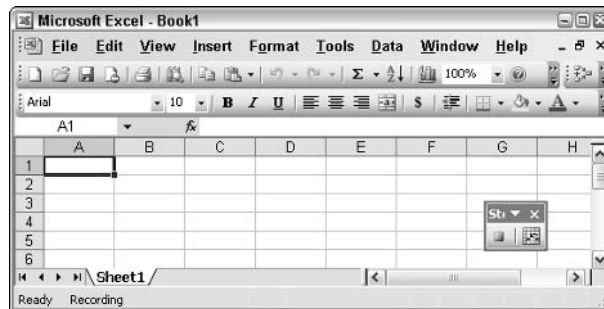 Microsoft Excel - Book1
File Edit View Insert Format Tools Data Window Help
Σ 100%
Arial 10 B I U $ A
A1 fx
A B C D E F G H
1
2
3
Sto
4
5
6
Sheet1
Ready Recording